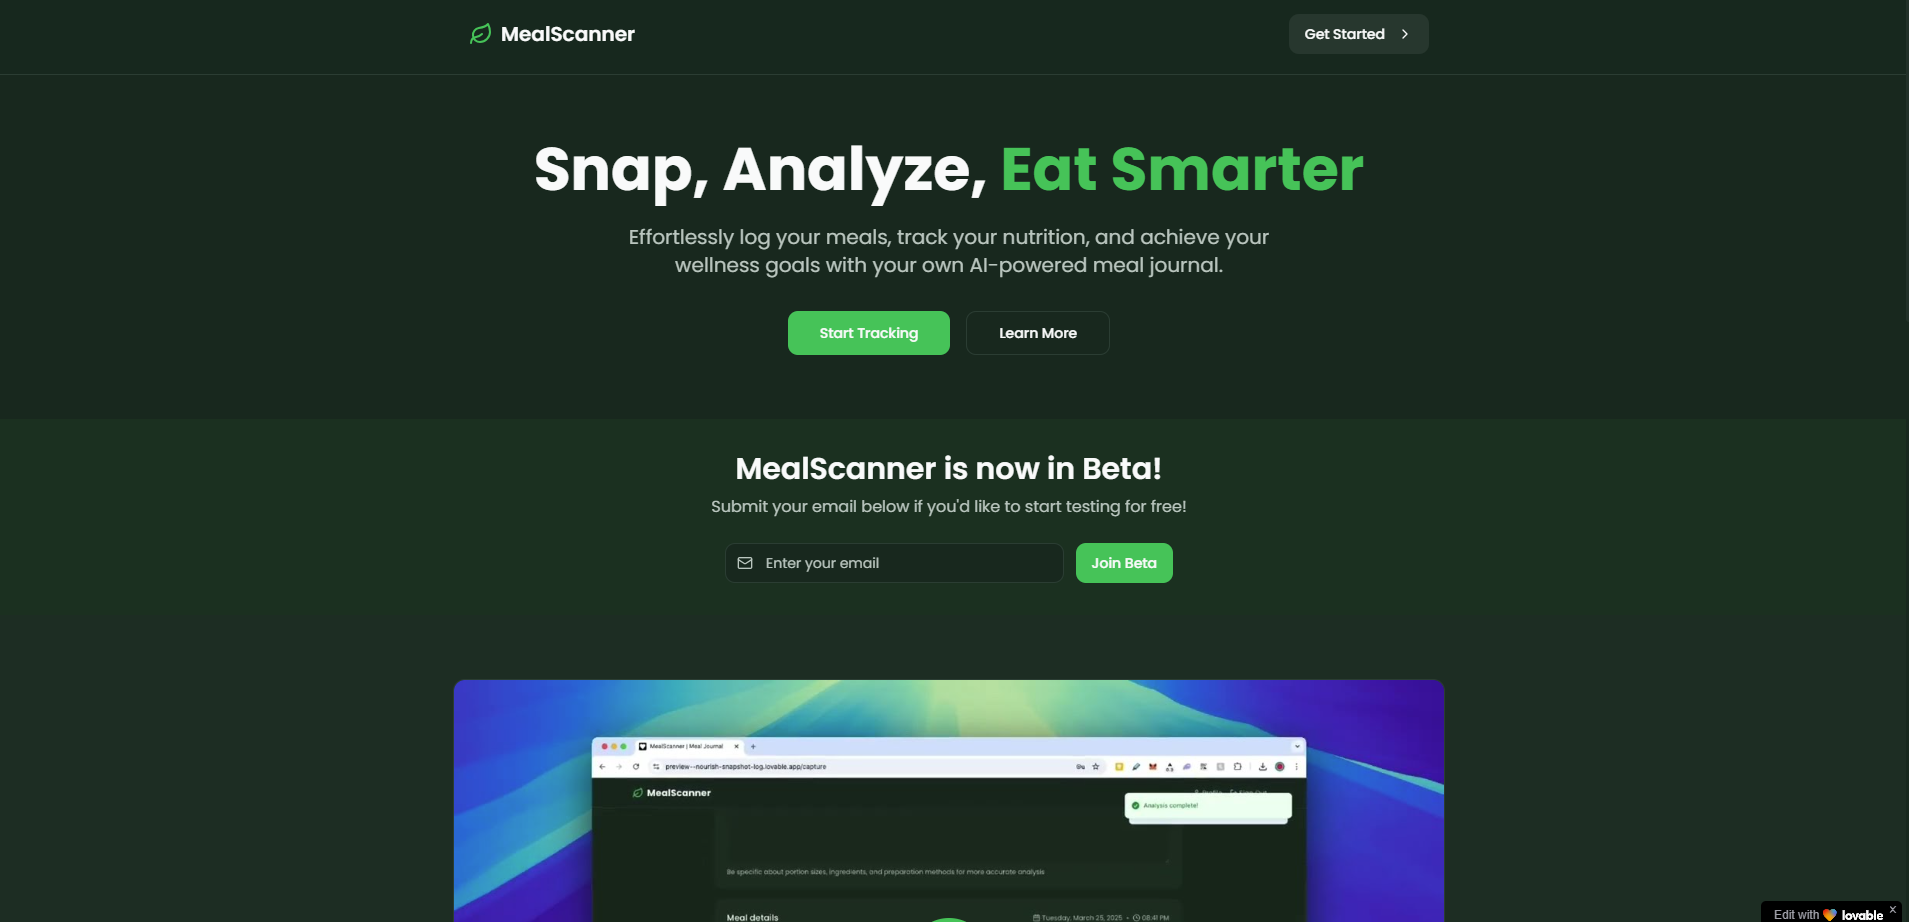 MealScanner
Get Started
Snap, Analyze, Eat Smarter
Effortlessly log your meals, track your nutrition, and achieve your
wellness goals with your own AI-powered meal journal.
Start Tracking
Learn More
MealScanner is now in Beta!
Submit your email below if you'd like to start testing for free!
Enter your email
Join Beta
MealScanner | Meal Journal
preview--nourish-snapshot-log.lovable.app/capture
MealScanner
Analysis complete!
Be specific about portion sizes, ingredients, and preparation methods for more accurate analysis
Meal details
Tuesday, March 25, 2025 • 08:41 PM
Edit with lovable